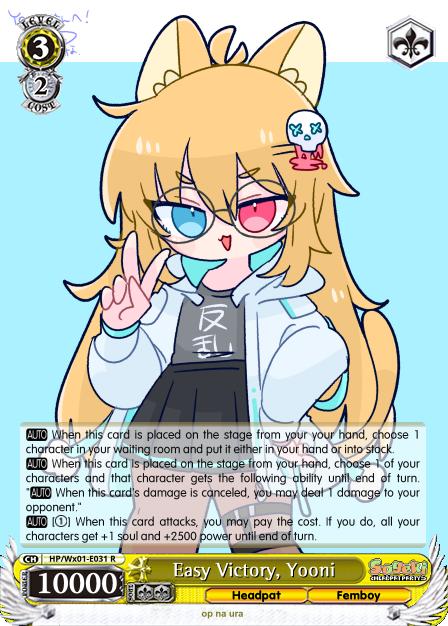 LEVEL
3
2
COST
反
乱
AUTO When this card is placed on the stage from your your hand, choose 1
character in your waiting room and put it either in your hand or into stock.
AUTO When this card is placed on the stage from your hand, choose 1 of your
characters and that character gets the following ability until end of turn.
"AUTO When this card's damage is canceled, you may deal 1 damage to your
opponent."
AUTO [①] When this card attacks, you may pay the cost. If you do, all your
characters get +1 soul and +2500 power until end of turn.
CH HP/Wx01-E031 R
POWER 10000 SOUL
Easy Victory, Yooni
Headpat Femboy
op na ura